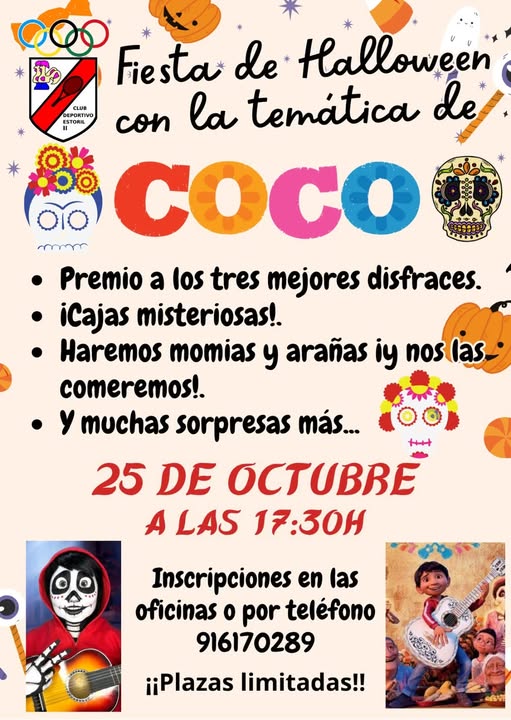 Fiesta de Halloween
con la temática de
CLUB
DEPORTIVO
ESTORIL
II
COCO
• Premio a los tres mejores disfraces.
• ¡Cajas misteriosas!.
• Haremos momias y arañas ¡y nos las
comeremos!.
• Y muchas sorpresas más...
25 DE OCTUBRE
A LAS 17:30H
Inscripciones en las
oficinas o por teléfono
916170289
¡¡Plazas limitadas!!